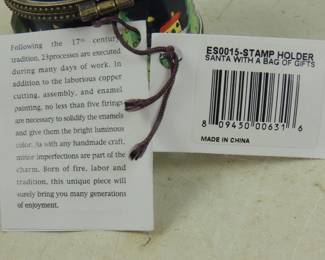 Following the 17th century
tradition, 23processes are executed
during many days of work. In
addition to the laborious copper
cutting, assembly, and enamel
painting, no less than five firings
are necessary to solidify the enamels
and give them the bright luminous
color. As with any handmade craft,
minor imperfections are part of the
charm. Born of fire, labor and
tradition, this unique piece will
surely bring you many generations
of enjoyment.
ES0015-STAMP HOLDER
SANTA WITH A BAG OF GIFTS
8 09450 00631 6
MADE IN CHINA